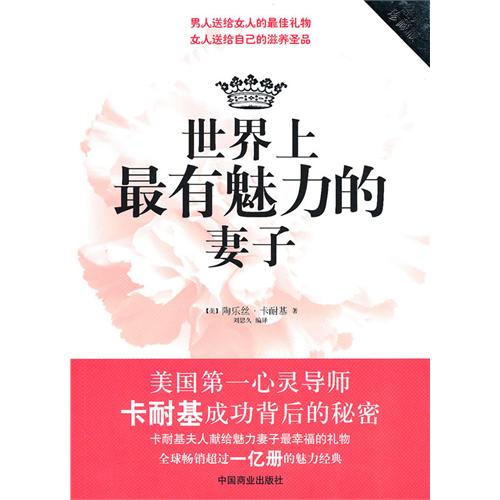 男人送给女人的最佳礼物
女人送给自己的滋养圣品
珍藏版
世界上
最有魅力的
妻子
【美】陶乐丝·卡耐基 著
刘思久 编译
美国第一心灵导师
卡耐基成功背后的秘密
卡耐基夫人献给魅力妻子最幸福的礼物
全球畅销超过一亿册的魅力经典
中国商业出版社